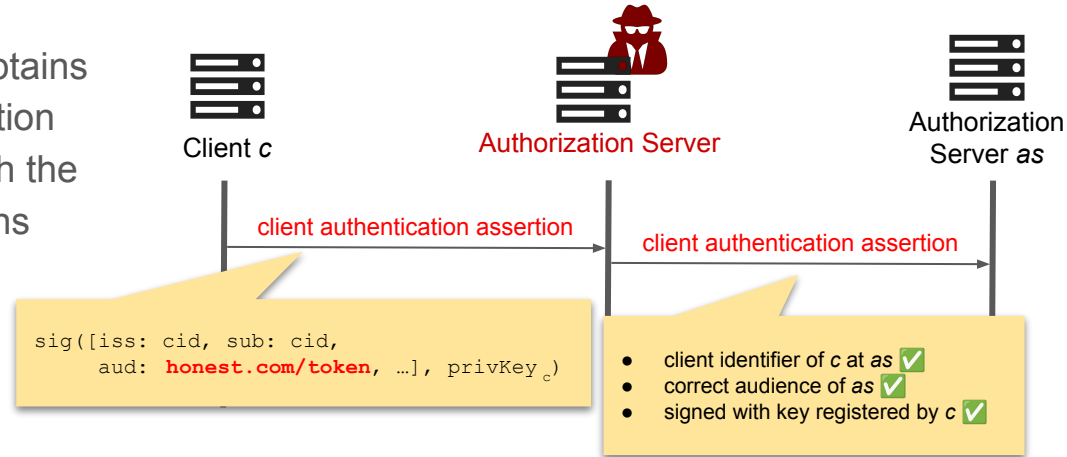 otains
tion
h the
ns
Client c
Authorization Server
Authorization
Server as
client authentication assertion
client authentication assertion
sig([iss: cid, sub: cid,
aud: honest.com/token, …], privKey c)
● client identifier of c at as ✅
● correct audience of as ✅
● signed with key registered by c ✅